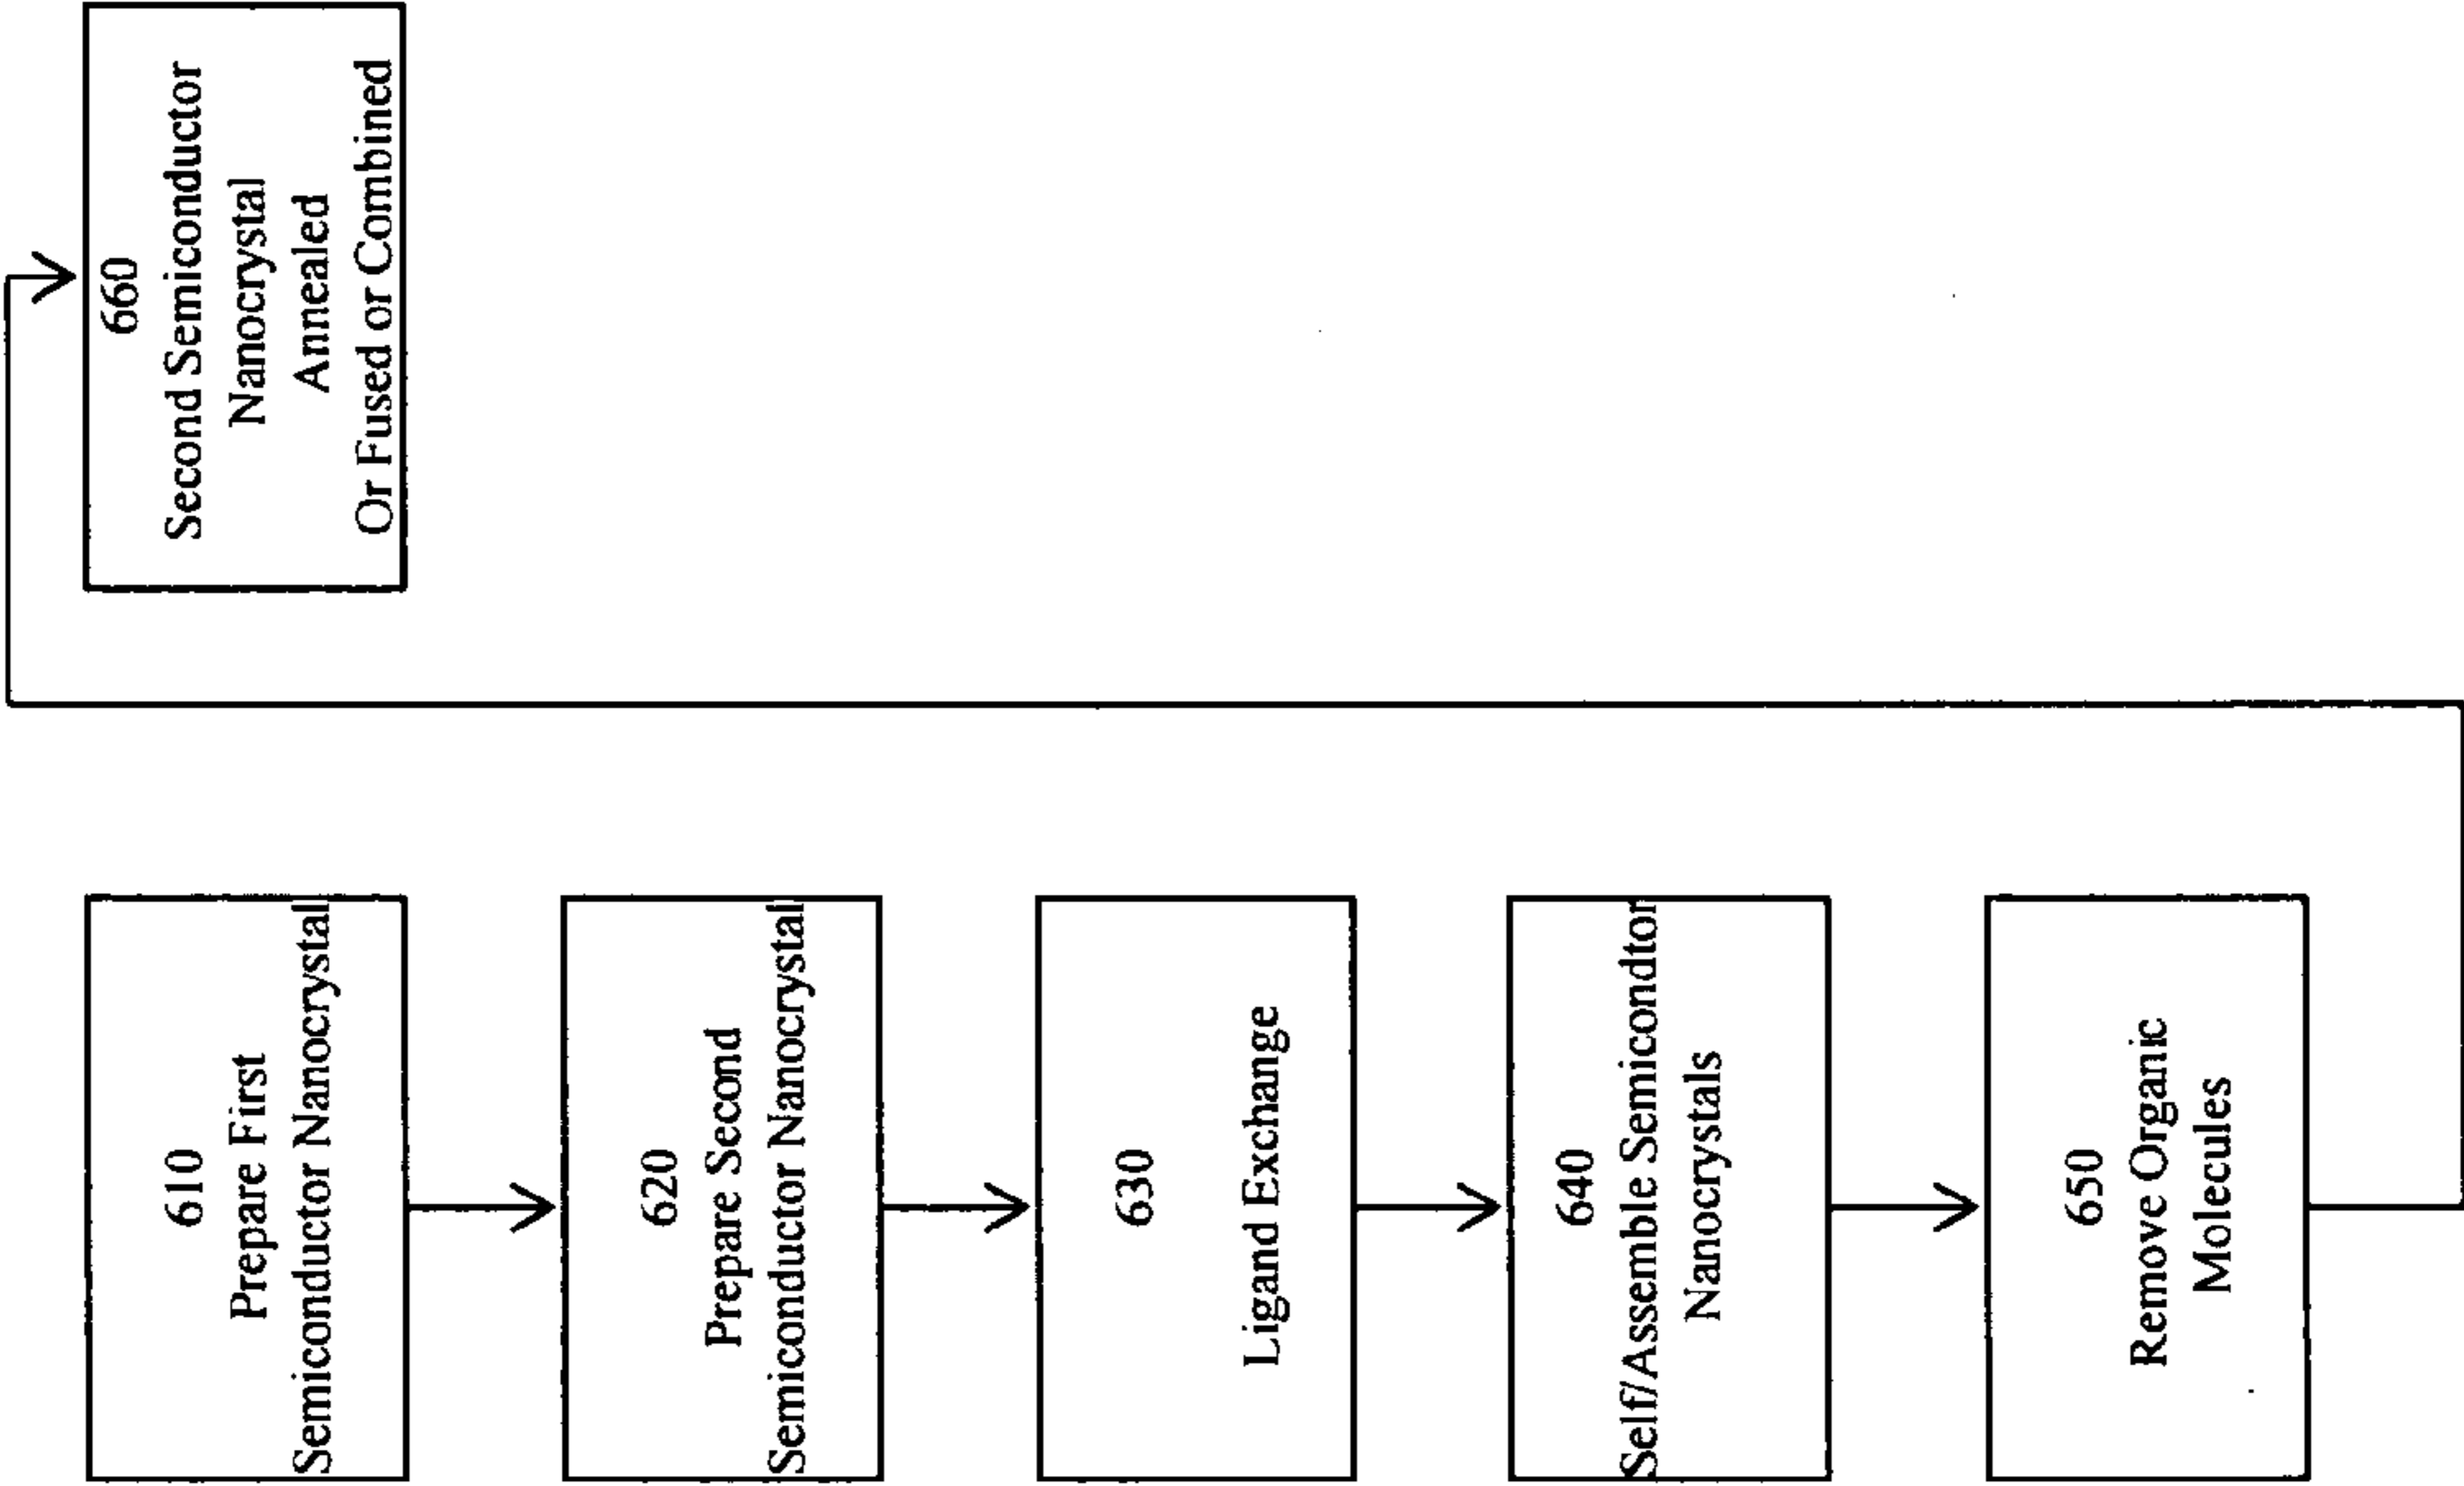 610
Prepare First
Semiconductor Nanocrystal
620
Prepare Second
Semiconductor Nanocrystal
630
Ligand Exchange
640
Self/Assemble Semicondtor
Nanocrystals
650
Remove Organic
Molecules
660
Second Semiconductor
Nanocrystal
Annealed
Or Fused or Combined